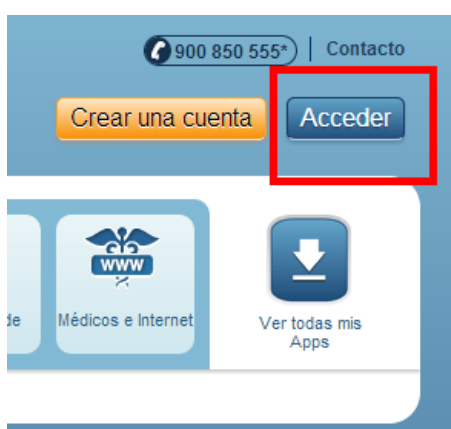 900 850 555*) | Contacto
Crear una cuenta
Acceder
www
de
Médicos e Internet
Ver todas mis
Apps